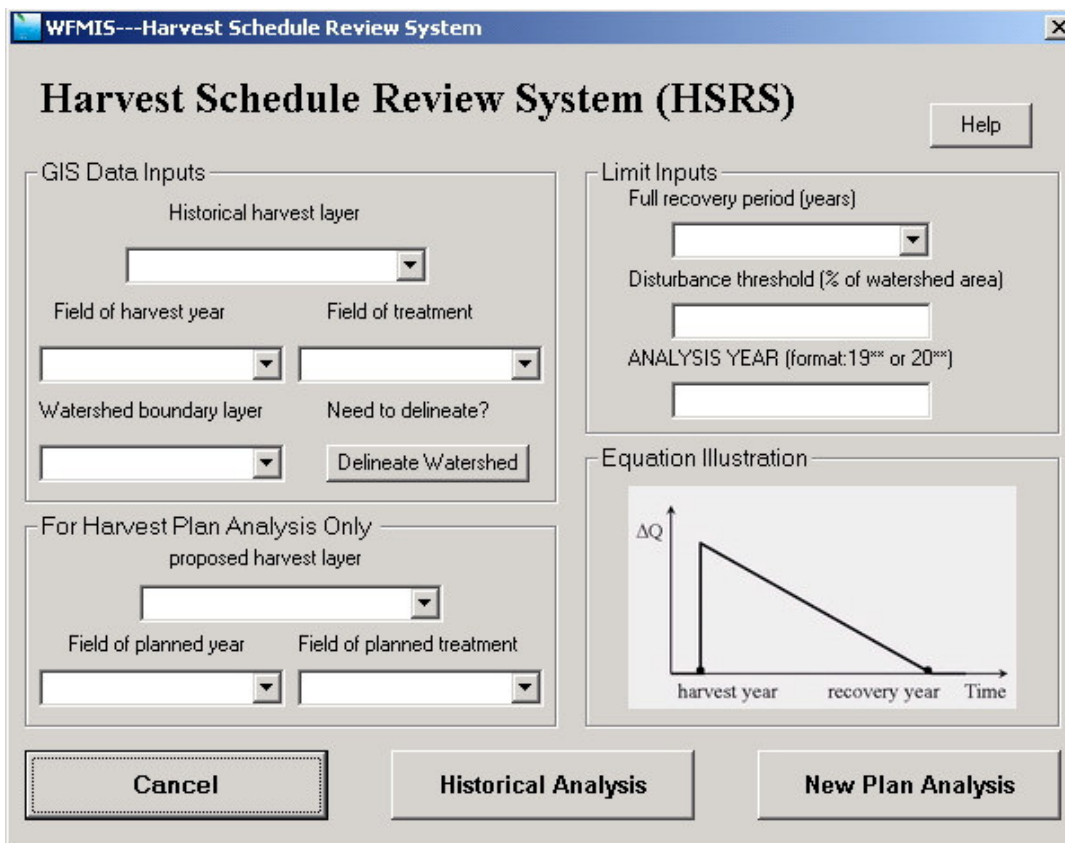 WFMIS---Harvest Schedule Review System
Harvest Schedule Review System (HSRS)
Help
GIS Data Inputs
Historical harvest layer
Field of harvest year
Field of treatment
Watershed boundary layer
Need to delineate?
Delineate Watershed
For Harvest Plan Analysis Only
proposed harvest layer
Field of planned year
Field of planned treatment
Limit Inputs
Full recovery period (years)
Disturbance threshold (% of watershed area)
ANALYSIS YEAR (format:19** or 20**)
Equation Illustration
ΔQ
harvest year
recovery year
Time
Cancel
Historical Analysis
New Plan Analysis